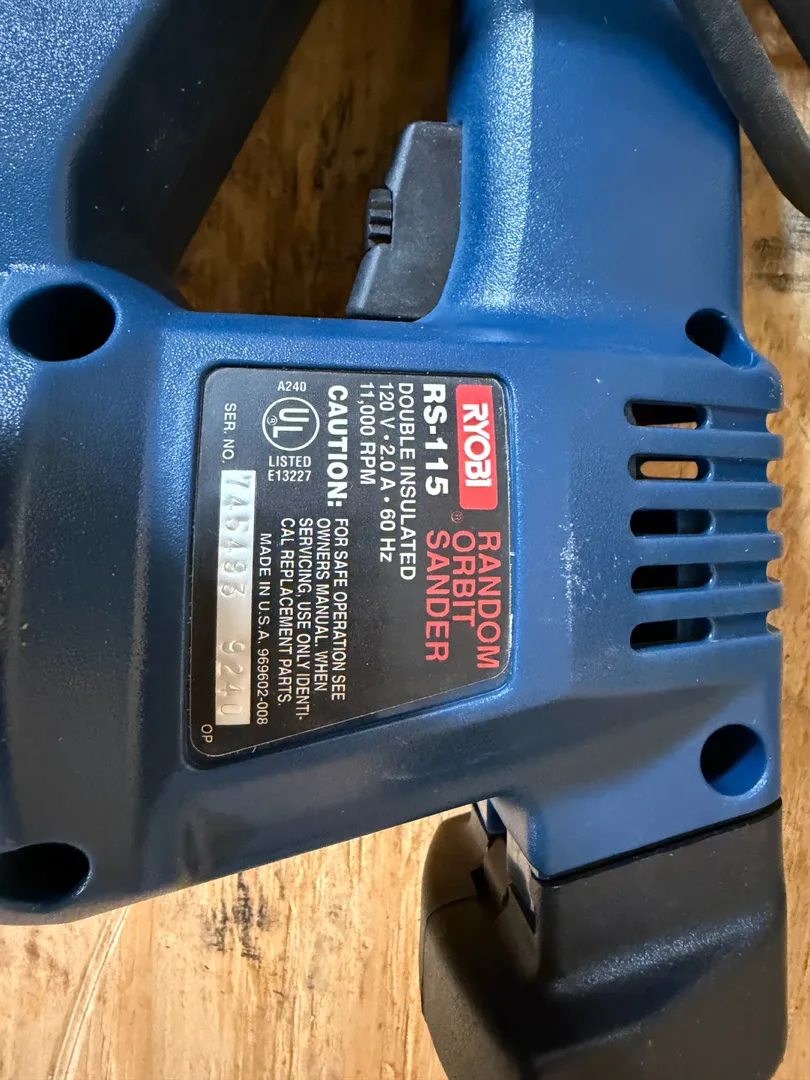 RYOBI
RANDOM
ORBIT
SANDER
RS-115 ®
DOUBLE INSULATED
120 V • 2.0 A • 60 Hz
11,000 RPM
CAUTION: FOR SAFE OPERATION SEE
OWNERS MANUAL. WHEN
SERVICING, USE ONLY IDENTI-
CAL REPLACEMENT PARTS.
MADE IN U.S.A. 969602-008
A240
UL ®
LISTED
E13227
SER. NO. 745493 9240
OP